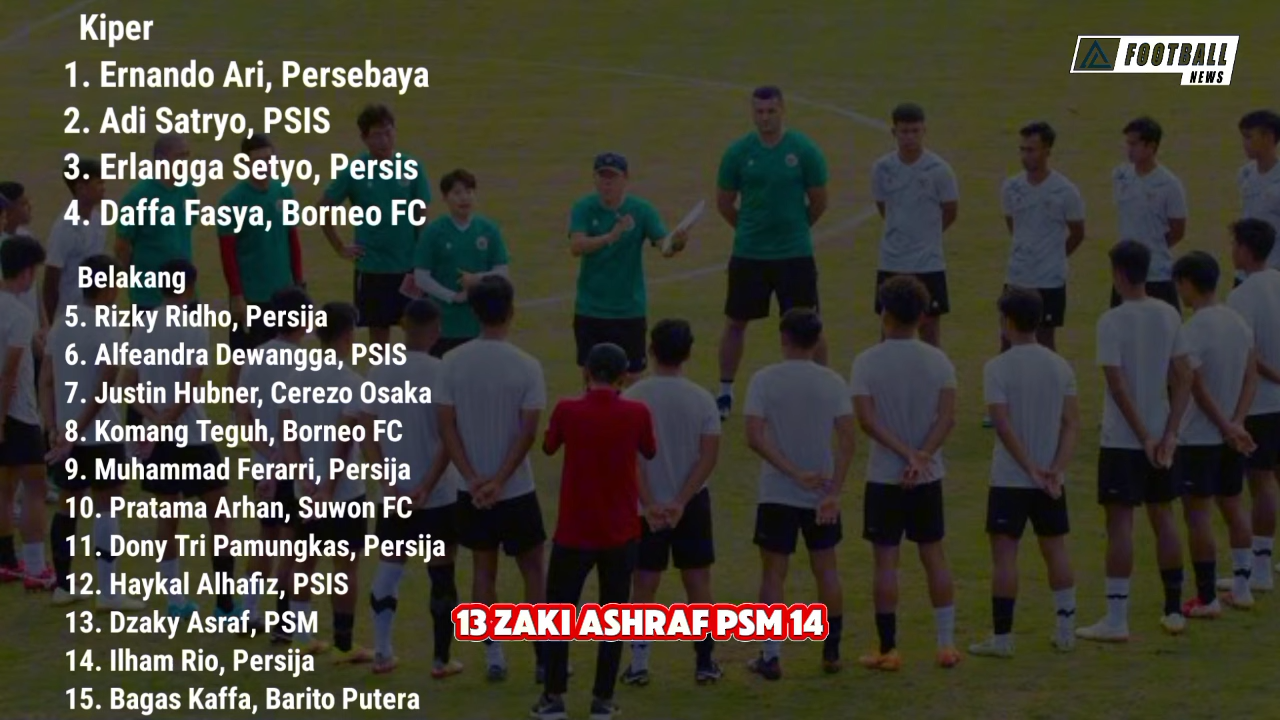 Kiper
1. Ernando Ari, Persebaya
2. Adi Satryo, PSIS
3. Erlangga Setyo, Persis
4. Daffa Fasya, Borneo FC
Belakang
5. Rizky Ridho, Persija
6. Alfeandra Dewangga, PSIS
7. Justin Hubner, Cerezo Osaka
8. Komang Teguh, Borneo FC
9. Muhammad Ferarri, Persija
10. Pratama Arhan, Suwon FC
11. Dony Tri Pamungkas, Persija
12. Haykal Alhafiz, PSIS
13. Dzaky Asraf, PSM
14. Ilham Rio, Persija
15. Bagas Kaffa, Barito Putera
FOOTBALL
NEWS
13 ZAKI ASHRAF PSM 14